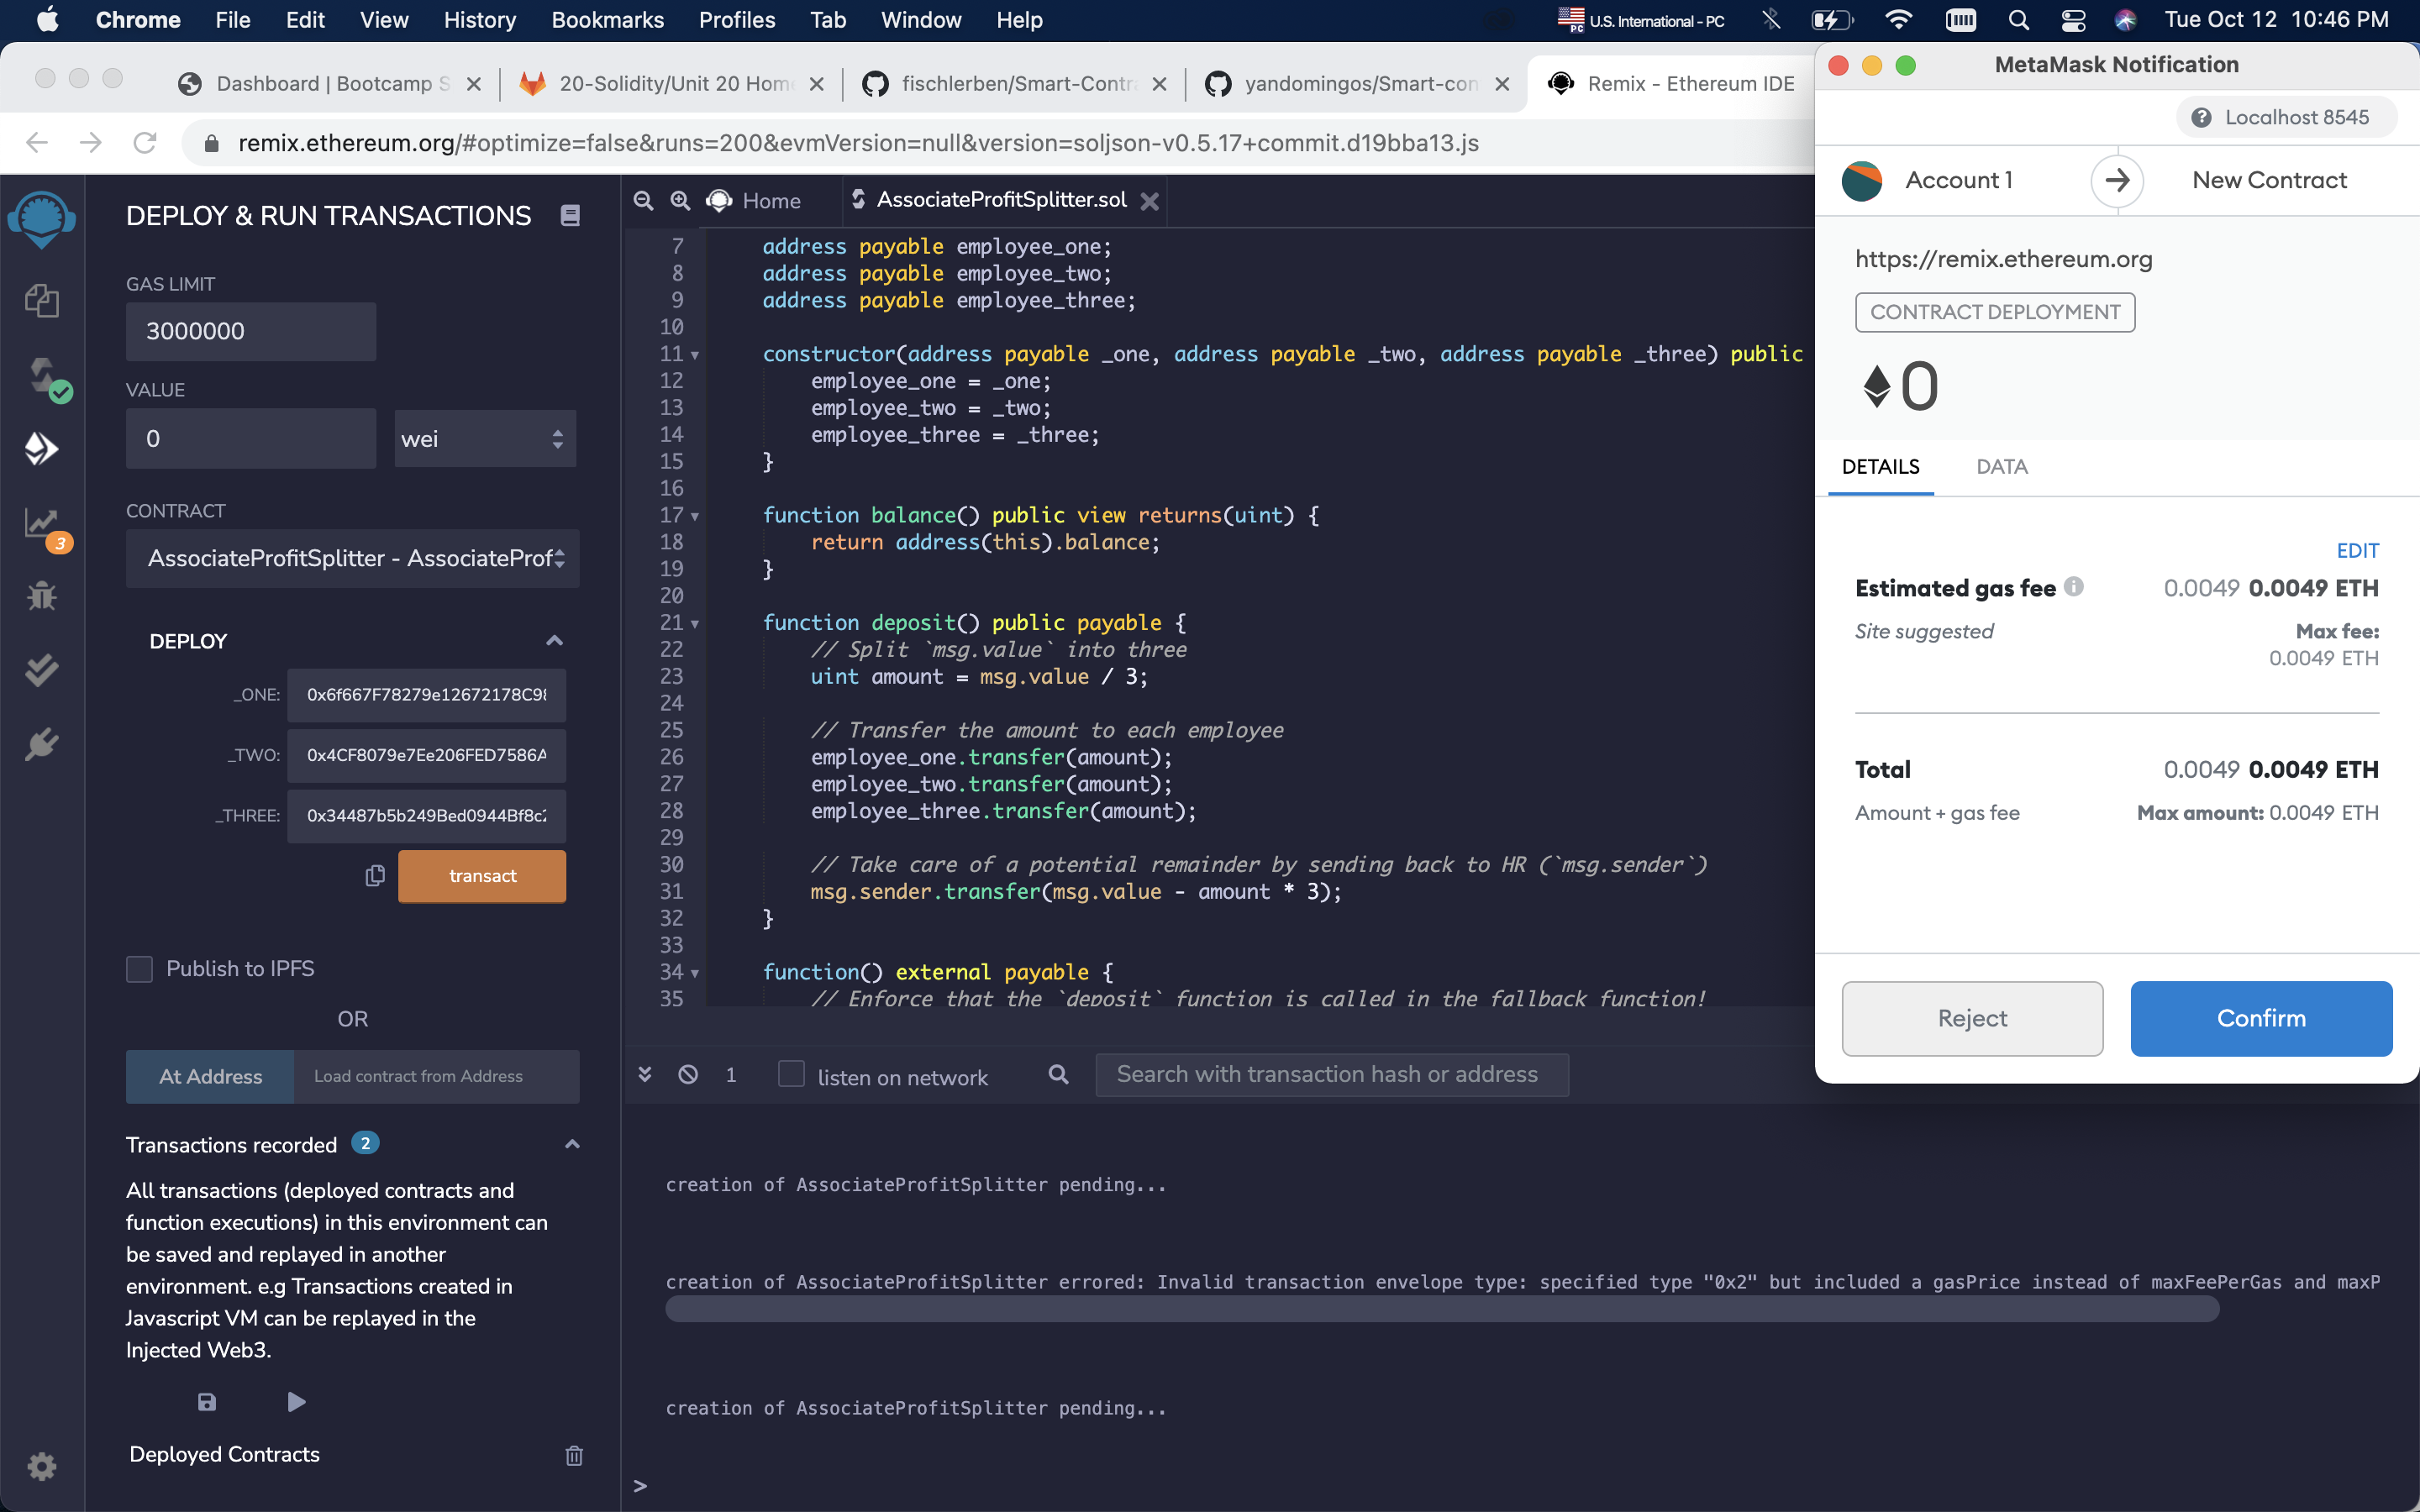 Chrome File Edit View History Bookmarks Profiles Tab Window Help
PC U.S. International - PC Tue Oct 12 10:46 PM
Dashboard | Bootcamp S
20-Solidity/Unit 20 Hom
fischlerben/Smart-Contra
yandomingos/Smart-con
Remix - Ethereum IDE
remix.ethereum.org/#optimize=false&runs=200&evmVersion=null&version=soljson-v0.5.17+commit.d19bba13.js
DEPLOY & RUN TRANSACTIONS
GAS LIMIT
3000000
VALUE
0 wei
CONTRACT
AssociateProfitSplitter - AssociateProf
3
DEPLOY
_ONE: 0x6f667F78279e12672178C98
_TWO: 0x4CF8079e7Ee206FED7586A
_THREE: 0x34487b5b249Bed0944Bf8c2
transact
Publish to IPFS
OR
At Address Load contract from Address
Transactions recorded 2
All transactions (deployed contracts and
function executions) in this environment can
be saved and replayed in another
environment. e.g Transactions created in
Javascript VM can be replayed in the
Injected Web3.
Deployed Contracts
Home AssociateProfitSplitter.sol
7 address payable employee_one;
8 address payable employee_two;
9 address payable employee_three;
10
11 constructor(address payable _one, address payable _two, address payable _three) public
12 employee_one = _one;
13 employee_two = _two;
14 employee_three = _three;
15 }
16
17 function balance() public view returns(uint) {
18 return address(this).balance;
19 }
20
21 function deposit() public payable {
22 // Split `msg.value` into three
23 uint amount = msg.value / 3;
24
25 // Transfer the amount to each employee
26 employee_one.transfer(amount);
27 employee_two.transfer(amount);
28 employee_three.transfer(amount);
29
30 // Take care of a potential remainder by sending back to HR (`msg.sender`)
31 msg.sender.transfer(msg.value - amount * 3);
32 }
33
34 function() external payable {
35 // Enforce that the `deposit` function is called in the fallback function!
1 listen on network Search with transaction hash or address
creation of AssociateProfitSplitter pending...
creation of AssociateProfitSplitter errored: Invalid transaction envelope type: specified type "0x2" but included a gasPrice instead of maxFeePerGas and maxP
creation of AssociateProfitSplitter pending...
>
MetaMask Notification
Localhost 8545
Account 1 New Contract
https://remix.ethereum.org
CONTRACT DEPLOYMENT
0
DETAILS DATA
EDIT
Estimated gas fee 0.0049 0.0049 ETH
Site suggested Max fee:
0.0049 ETH
Total 0.0049 0.0049 ETH
Amount + gas fee Max amount: 0.0049 ETH
Reject Confirm